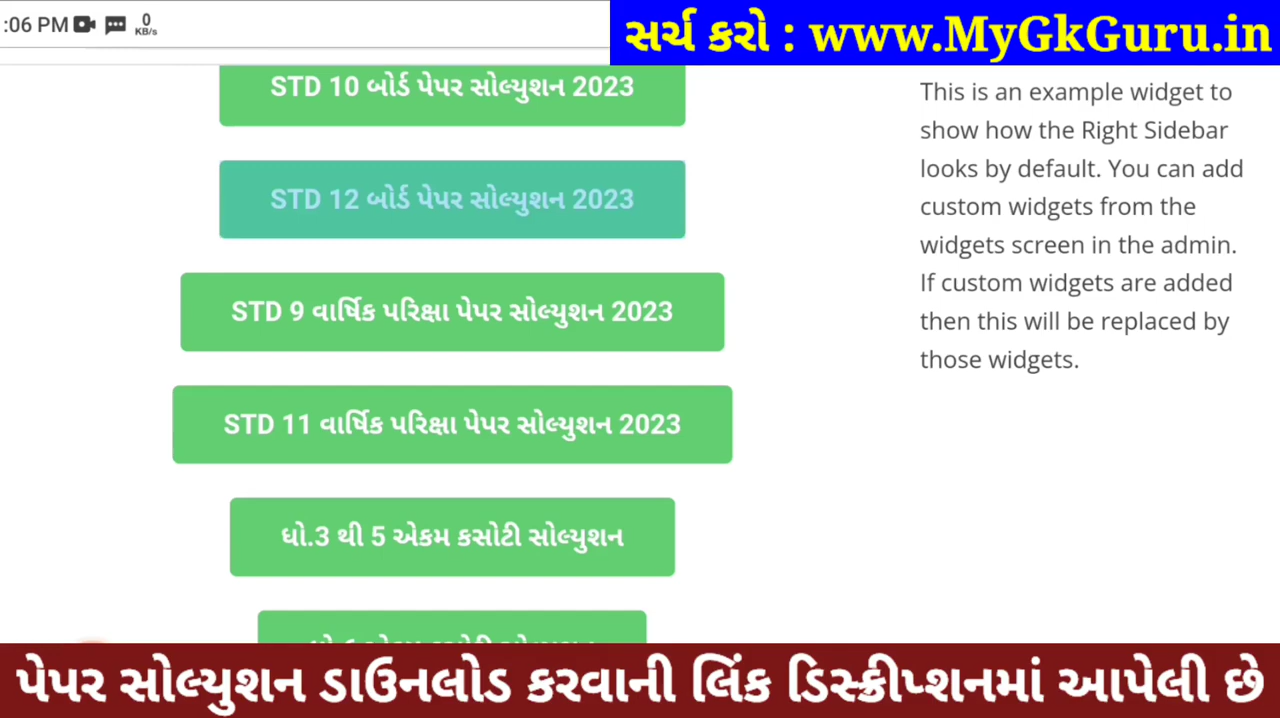 :06 PM 0 KB/s
સર્ચ કરો : www.MyGkGuru.in
STD 10 બોર્ડ પેપર સોલ્યુશન 2023
STD 12 બોર્ડ પેપર સોલ્યુશન 2023
STD 9 વાર્ષિક પરિક્ષા પેપર સોલ્યુશન 2023
STD 11 વાર્ષિક પરિક્ષા પેપર સોલ્યુશન 2023
ધો.3 થી 5 એકમ કસોટી સોલ્યુશન
This is an example widget to
show how the Right Sidebar
looks by default. You can add
custom widgets from the
widgets screen in the admin.
If custom widgets are added
then this will be replaced by
those widgets.
પેપર સોલ્યુશન ડાઉનલોડ કરવાની લિંક ડિસ્ક્રીપ્શનમાં આપેલી છે